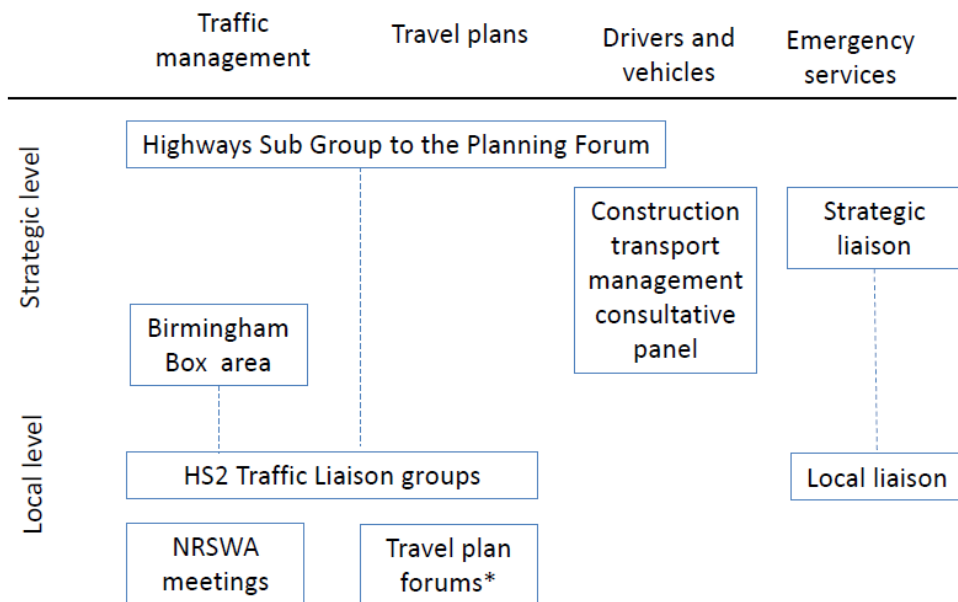 Traffic
management
Travel plans
Drivers and
vehicles
Emergency
services
Strategic level
Highways Sub Group to the Planning Forum
Construction
transport
management
consultative
panel
Strategic
liaison
Birmingham
Box area
Local level
HS2 Traffic Liaison groups
Local liaison
NRSWA
meetings
Travel plan
forums*